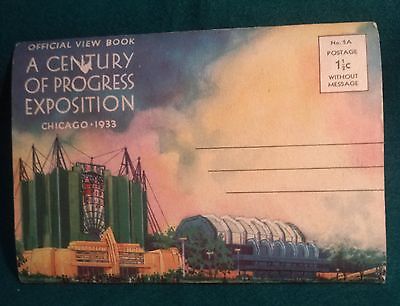 OFFICIAL VIEW BOOK
A CENTURY
OF PROGRESS
EXPOSITION
CHICAGO·1933
No. 5A
POSTAGE
1½c
WITHOUT
MESSAGE